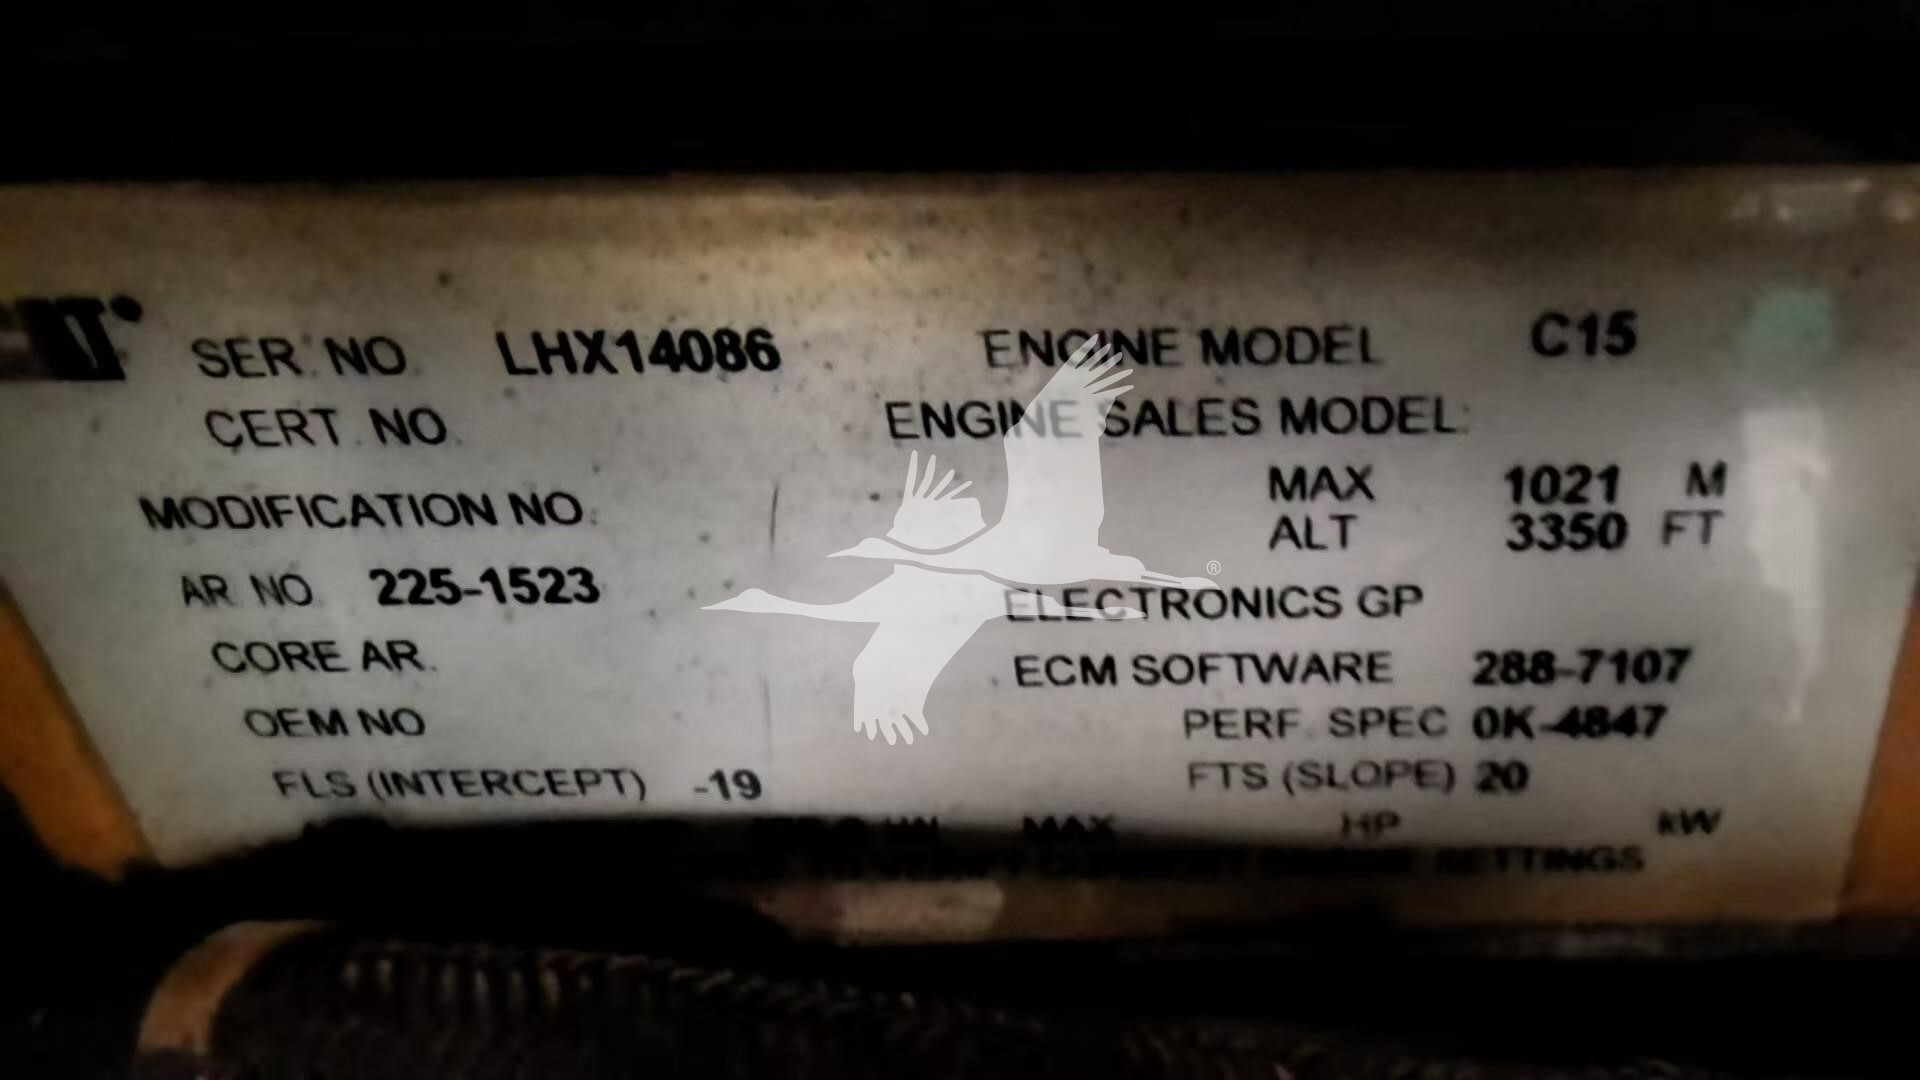 SER. NO. LHX14086 ENGINE MODEL C15
CERT. NO. ENGINE SALES MODEL:
MODIFICATION NO. MAX 1021 M
ALT 3350 FT
AR NO. 225-1523 ELECTRONICS GP
CORE AR. ECM SOFTWARE 288-7107
OEM NO PERF. SPEC 0K-4847
FLS (INTERCEPT) -19 FTS (SLOPE) 20
MAX HP kW
SETTINGS
®